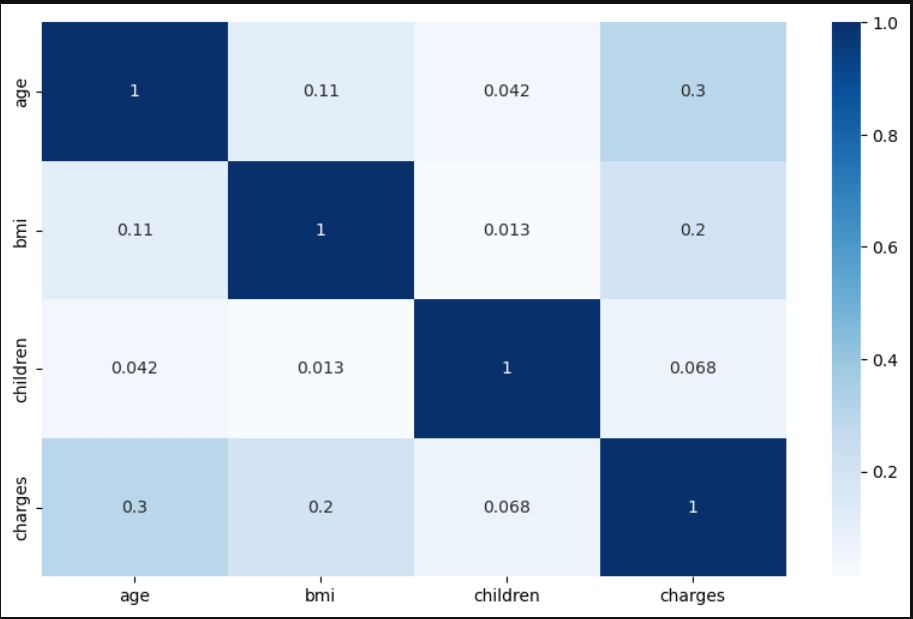 age 1 0.11 0.042 0.3
bmi 0.11 1 0.013 0.2
children 0.042 0.013 1 0.068
charges 0.3 0.2 0.068 1
age bmi children charges
1.0
0.8
0.6
0.4
0.2